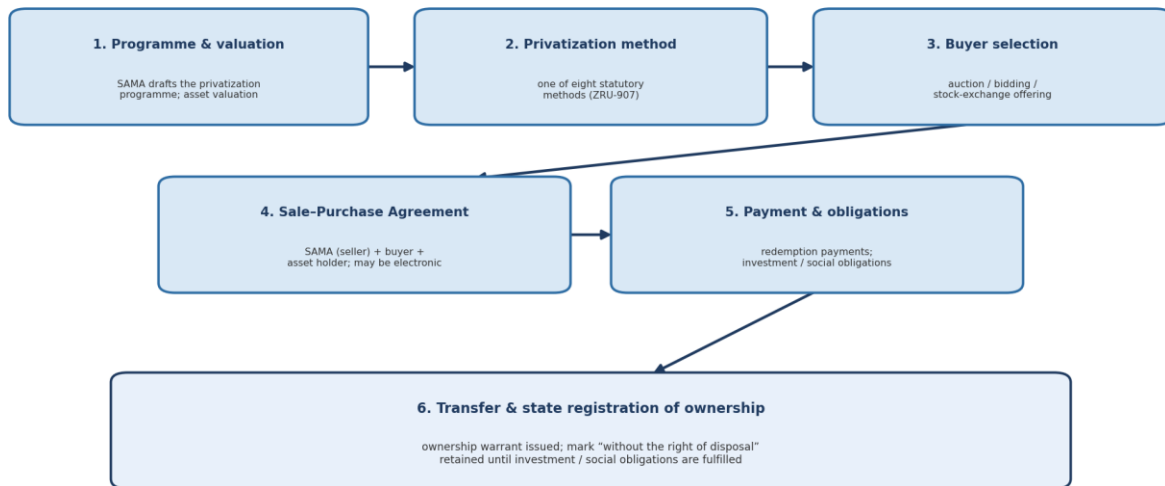 1. Programme & valuation
SAMA drafts the privatization
programme; asset valuation
2. Privatization method
one of eight statutory
methods (ZRU-907)
3. Buyer selection
auction / bidding /
stock-exchange offering
4. Sale–Purchase Agreement
SAMA (seller) + buyer +
asset holder; may be electronic
5. Payment & obligations
redemption payments;
investment / social obligations
6. Transfer & state registration of ownership
ownership warrant issued; mark “without the right of disposal”
retained until investment / social obligations are fulfilled